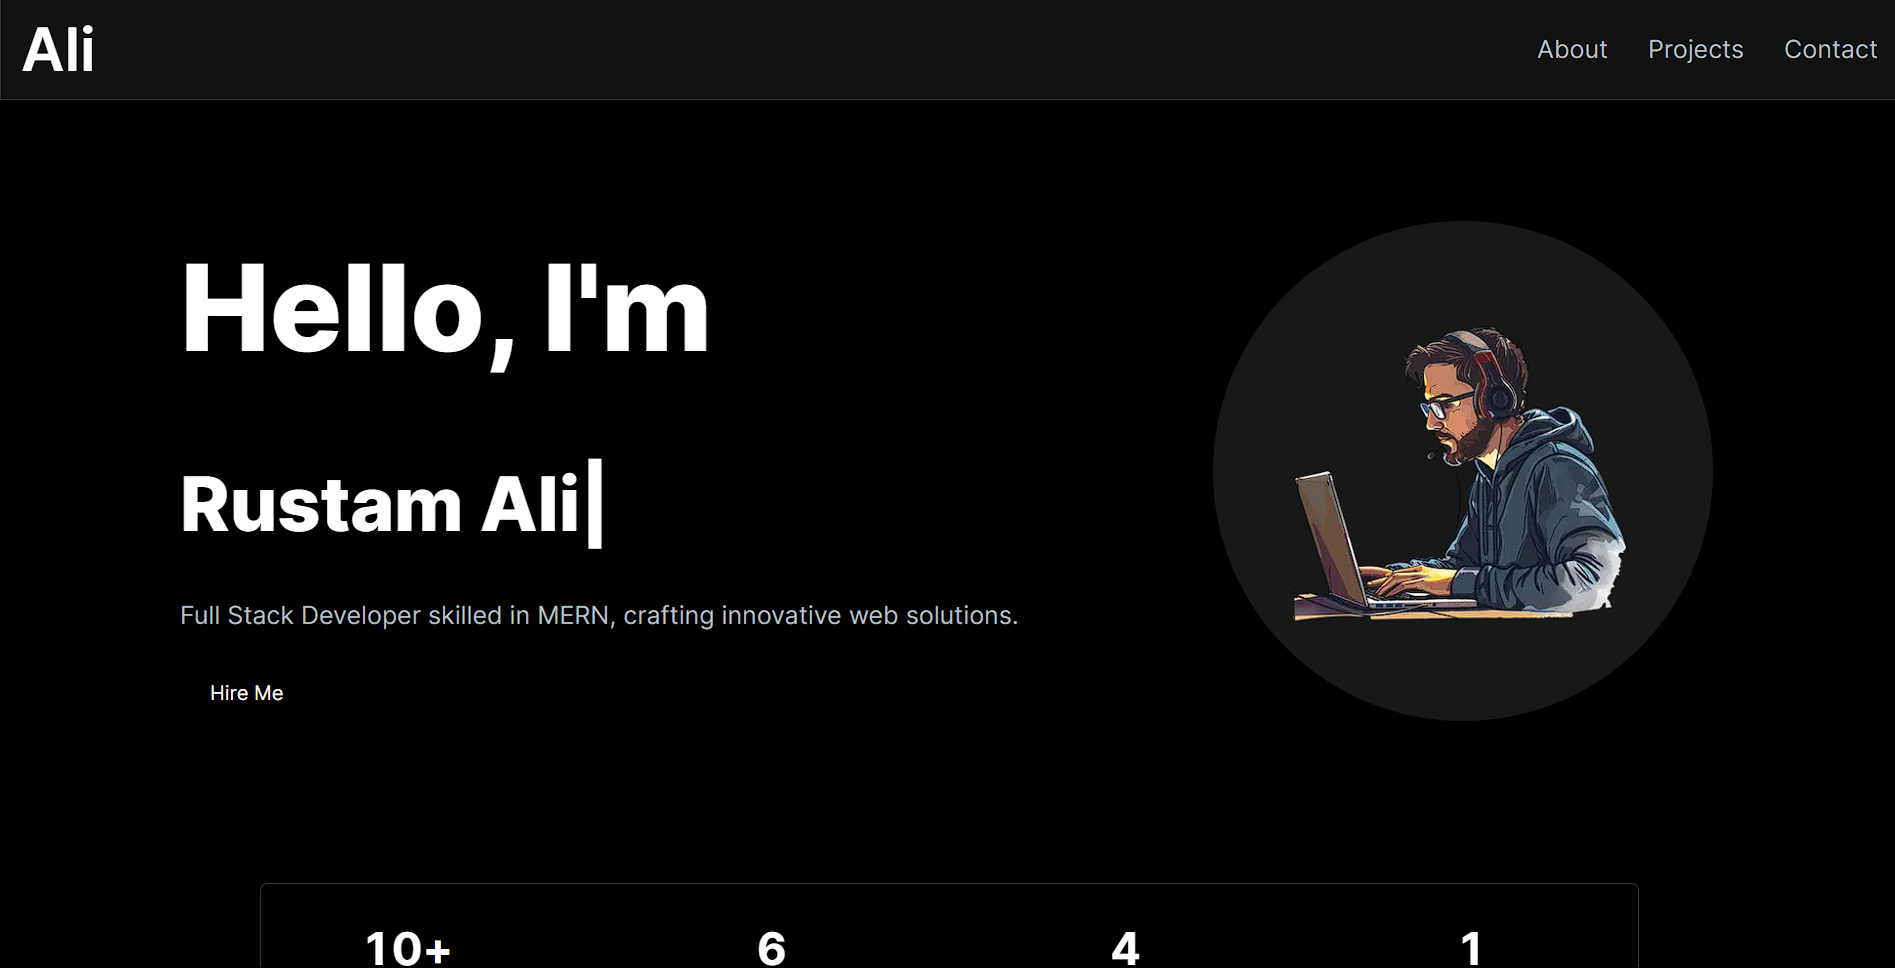 Ali
About Projects Contact
Hello, I'm
Rustam Ali
Full Stack Developer skilled in MERN, crafting innovative web solutions.
Hire Me
10+ 6 4 1